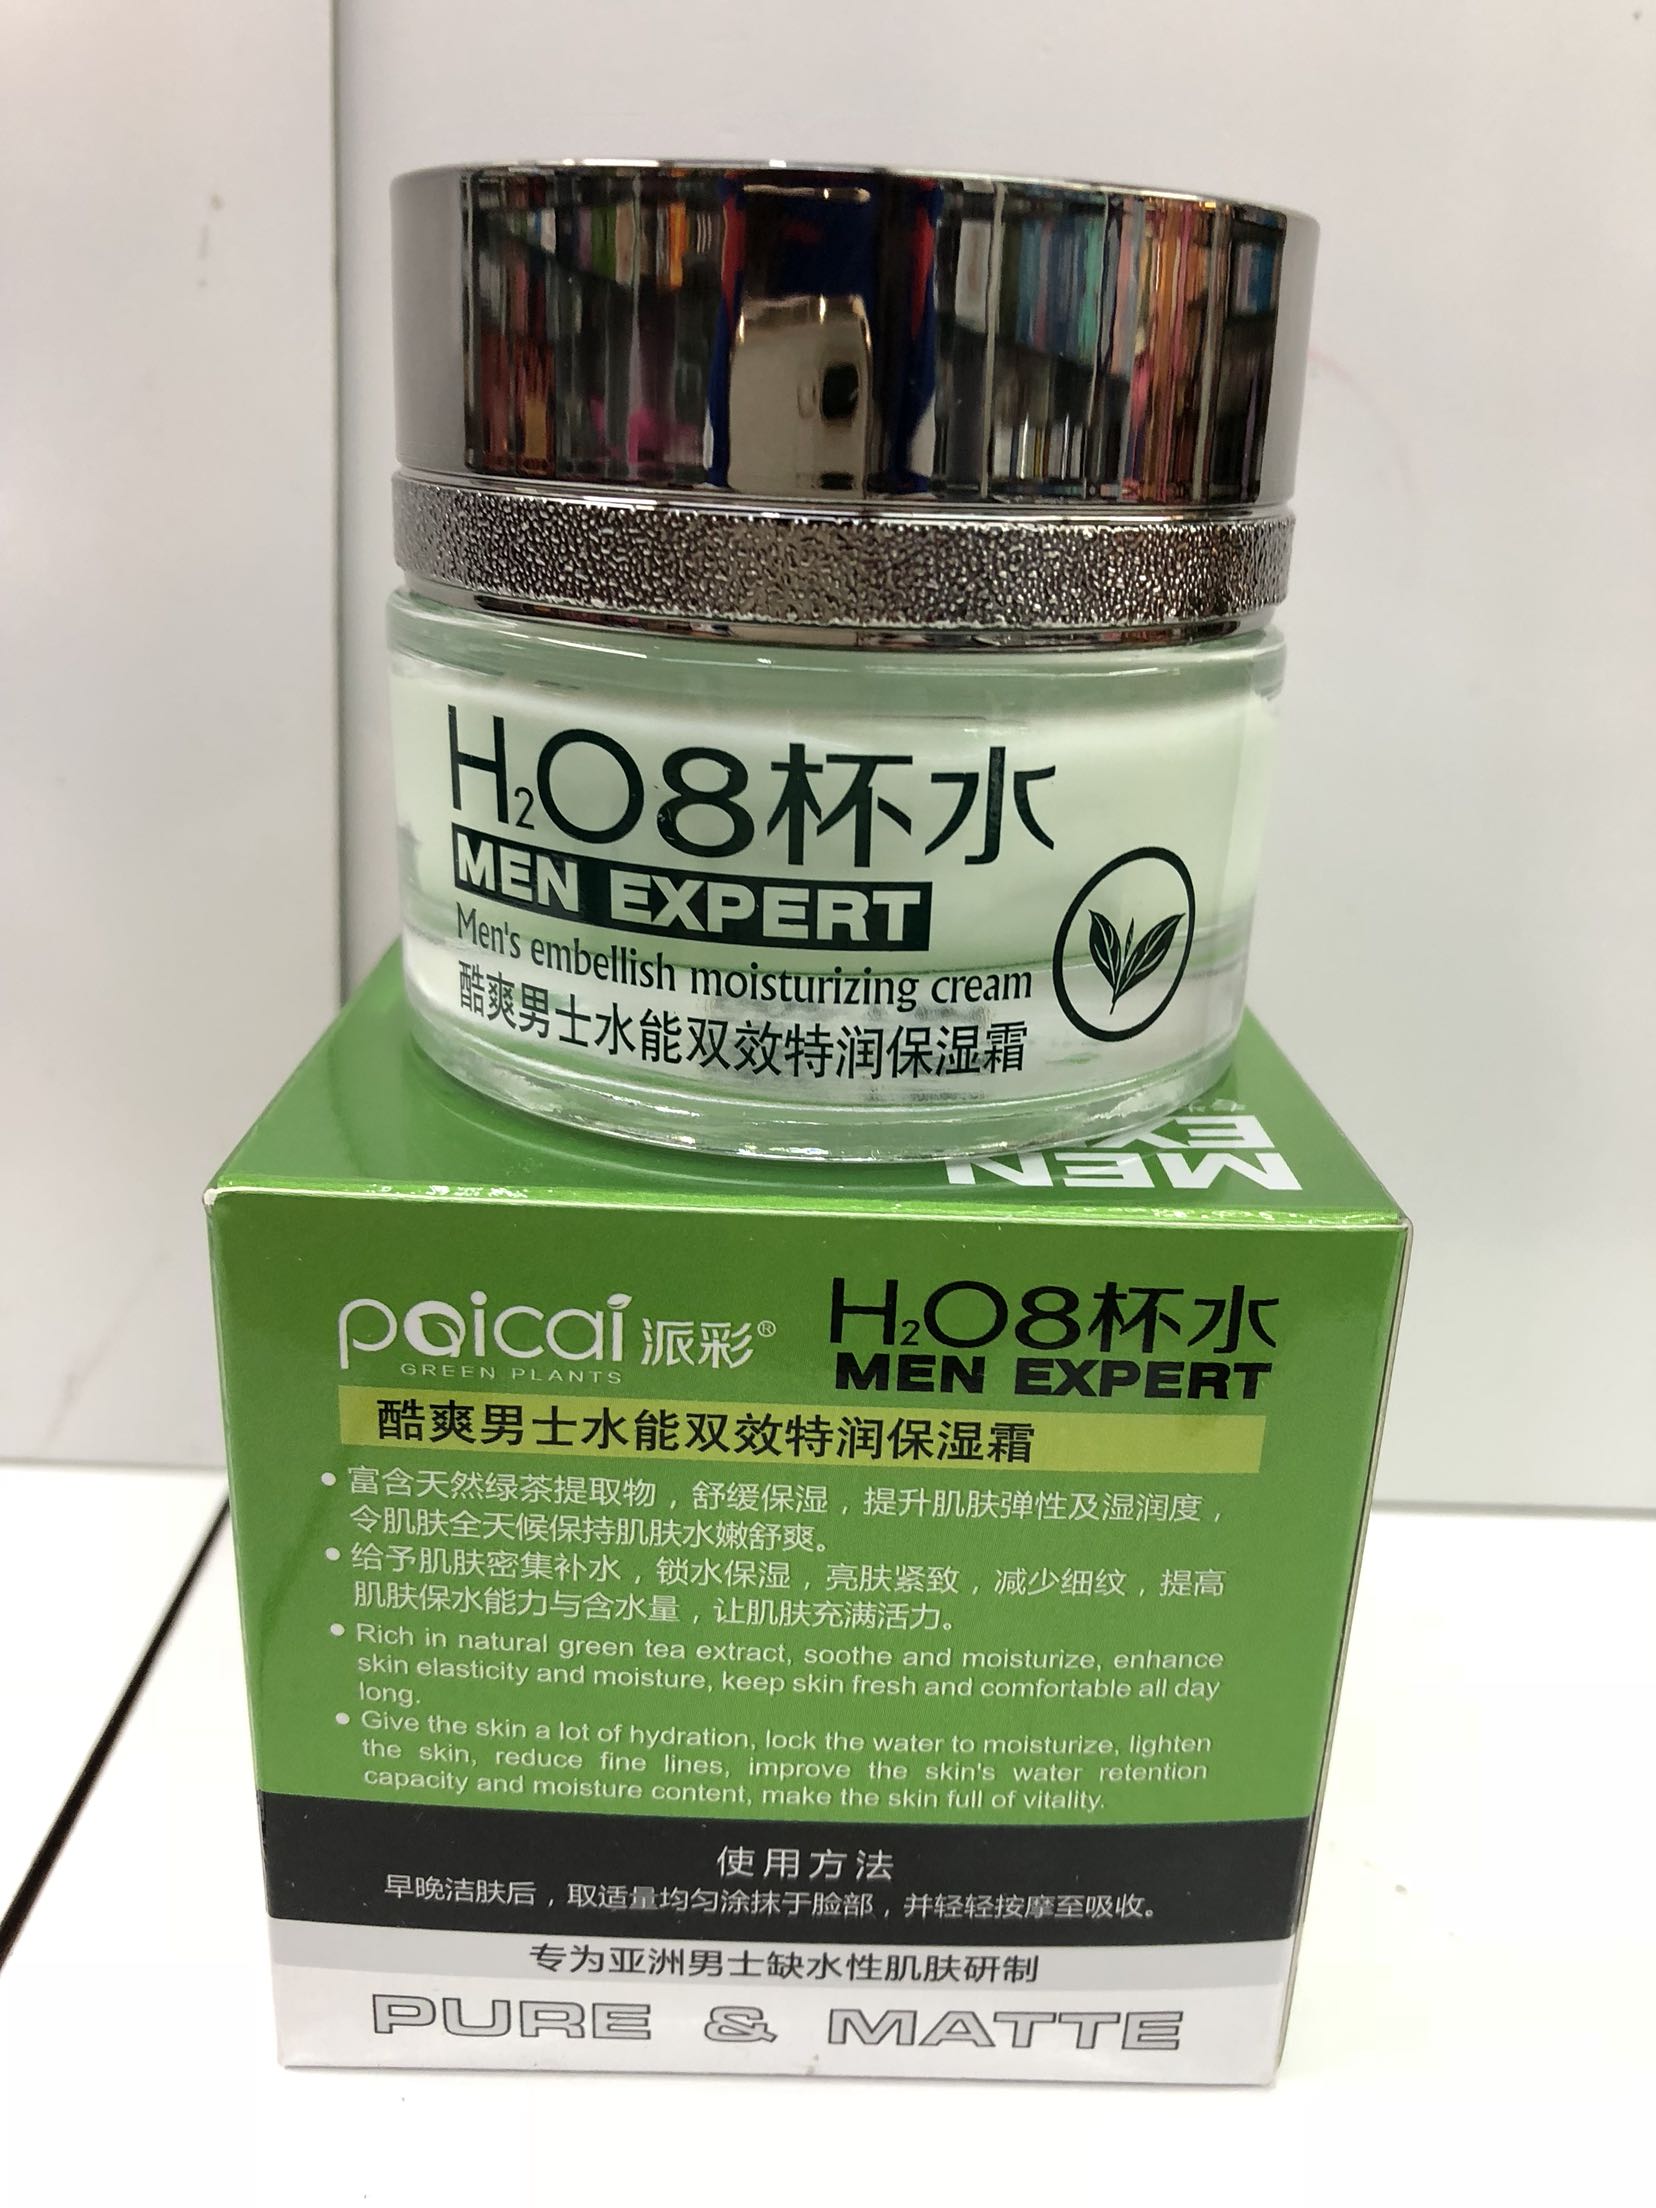 H₂O8杯水
MEN EXPERT
Men's embellish moisturizing cream
酷爽男士水能双效特润保湿霜
MEN
paicai 派彩®
GREEN PLANTS
H₂O8杯水
MEN EXPERT
酷爽男士水能双效特润保湿霜
• 富含天然绿茶提取物，舒缓保湿，提升肌肤弹性及湿润度，
令肌肤全天候保持肌肤水嫩舒爽。
• 给予肌肤密集补水，锁水保湿，亮肤紧致，减少细纹，提高
肌肤保水能力与含水量，让肌肤充满活力。
• Rich in natural green tea extract, soothe and moisturize, enhance
skin elasticity and moisture, keep skin fresh and comfortable all day
long.
• Give the skin a lot of hydration, lock the water to moisturize, lighten
the skin, reduce fine lines, improve the skin's water retention
capacity and moisture content, make the skin full of vitality.
使用方法
早晚洁肤后，取适量均匀涂抹于脸部，并轻轻按摩至吸收。
专为亚洲男士缺水性肌肤研制
PURE & MATTE